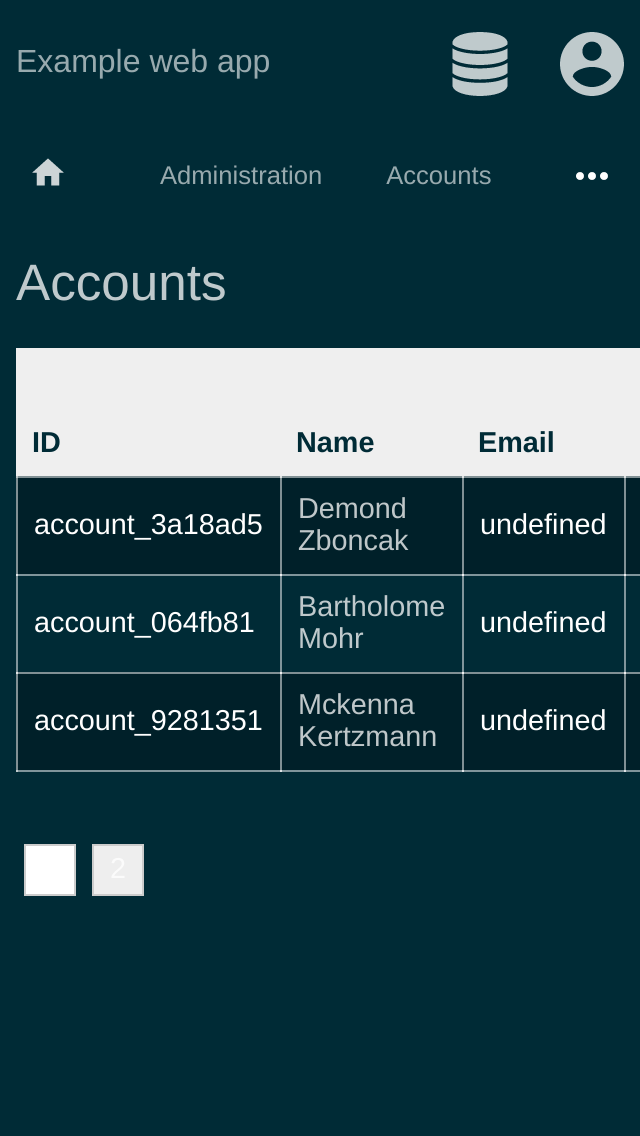 Example web app
Administration Accounts
Accounts
ID Name Email
account_3a18ad5 Demond Zboncak undefined
account_064fb81 Bartholome Mohr undefined
account_9281351 Mckenna Kertzmann undefined
2